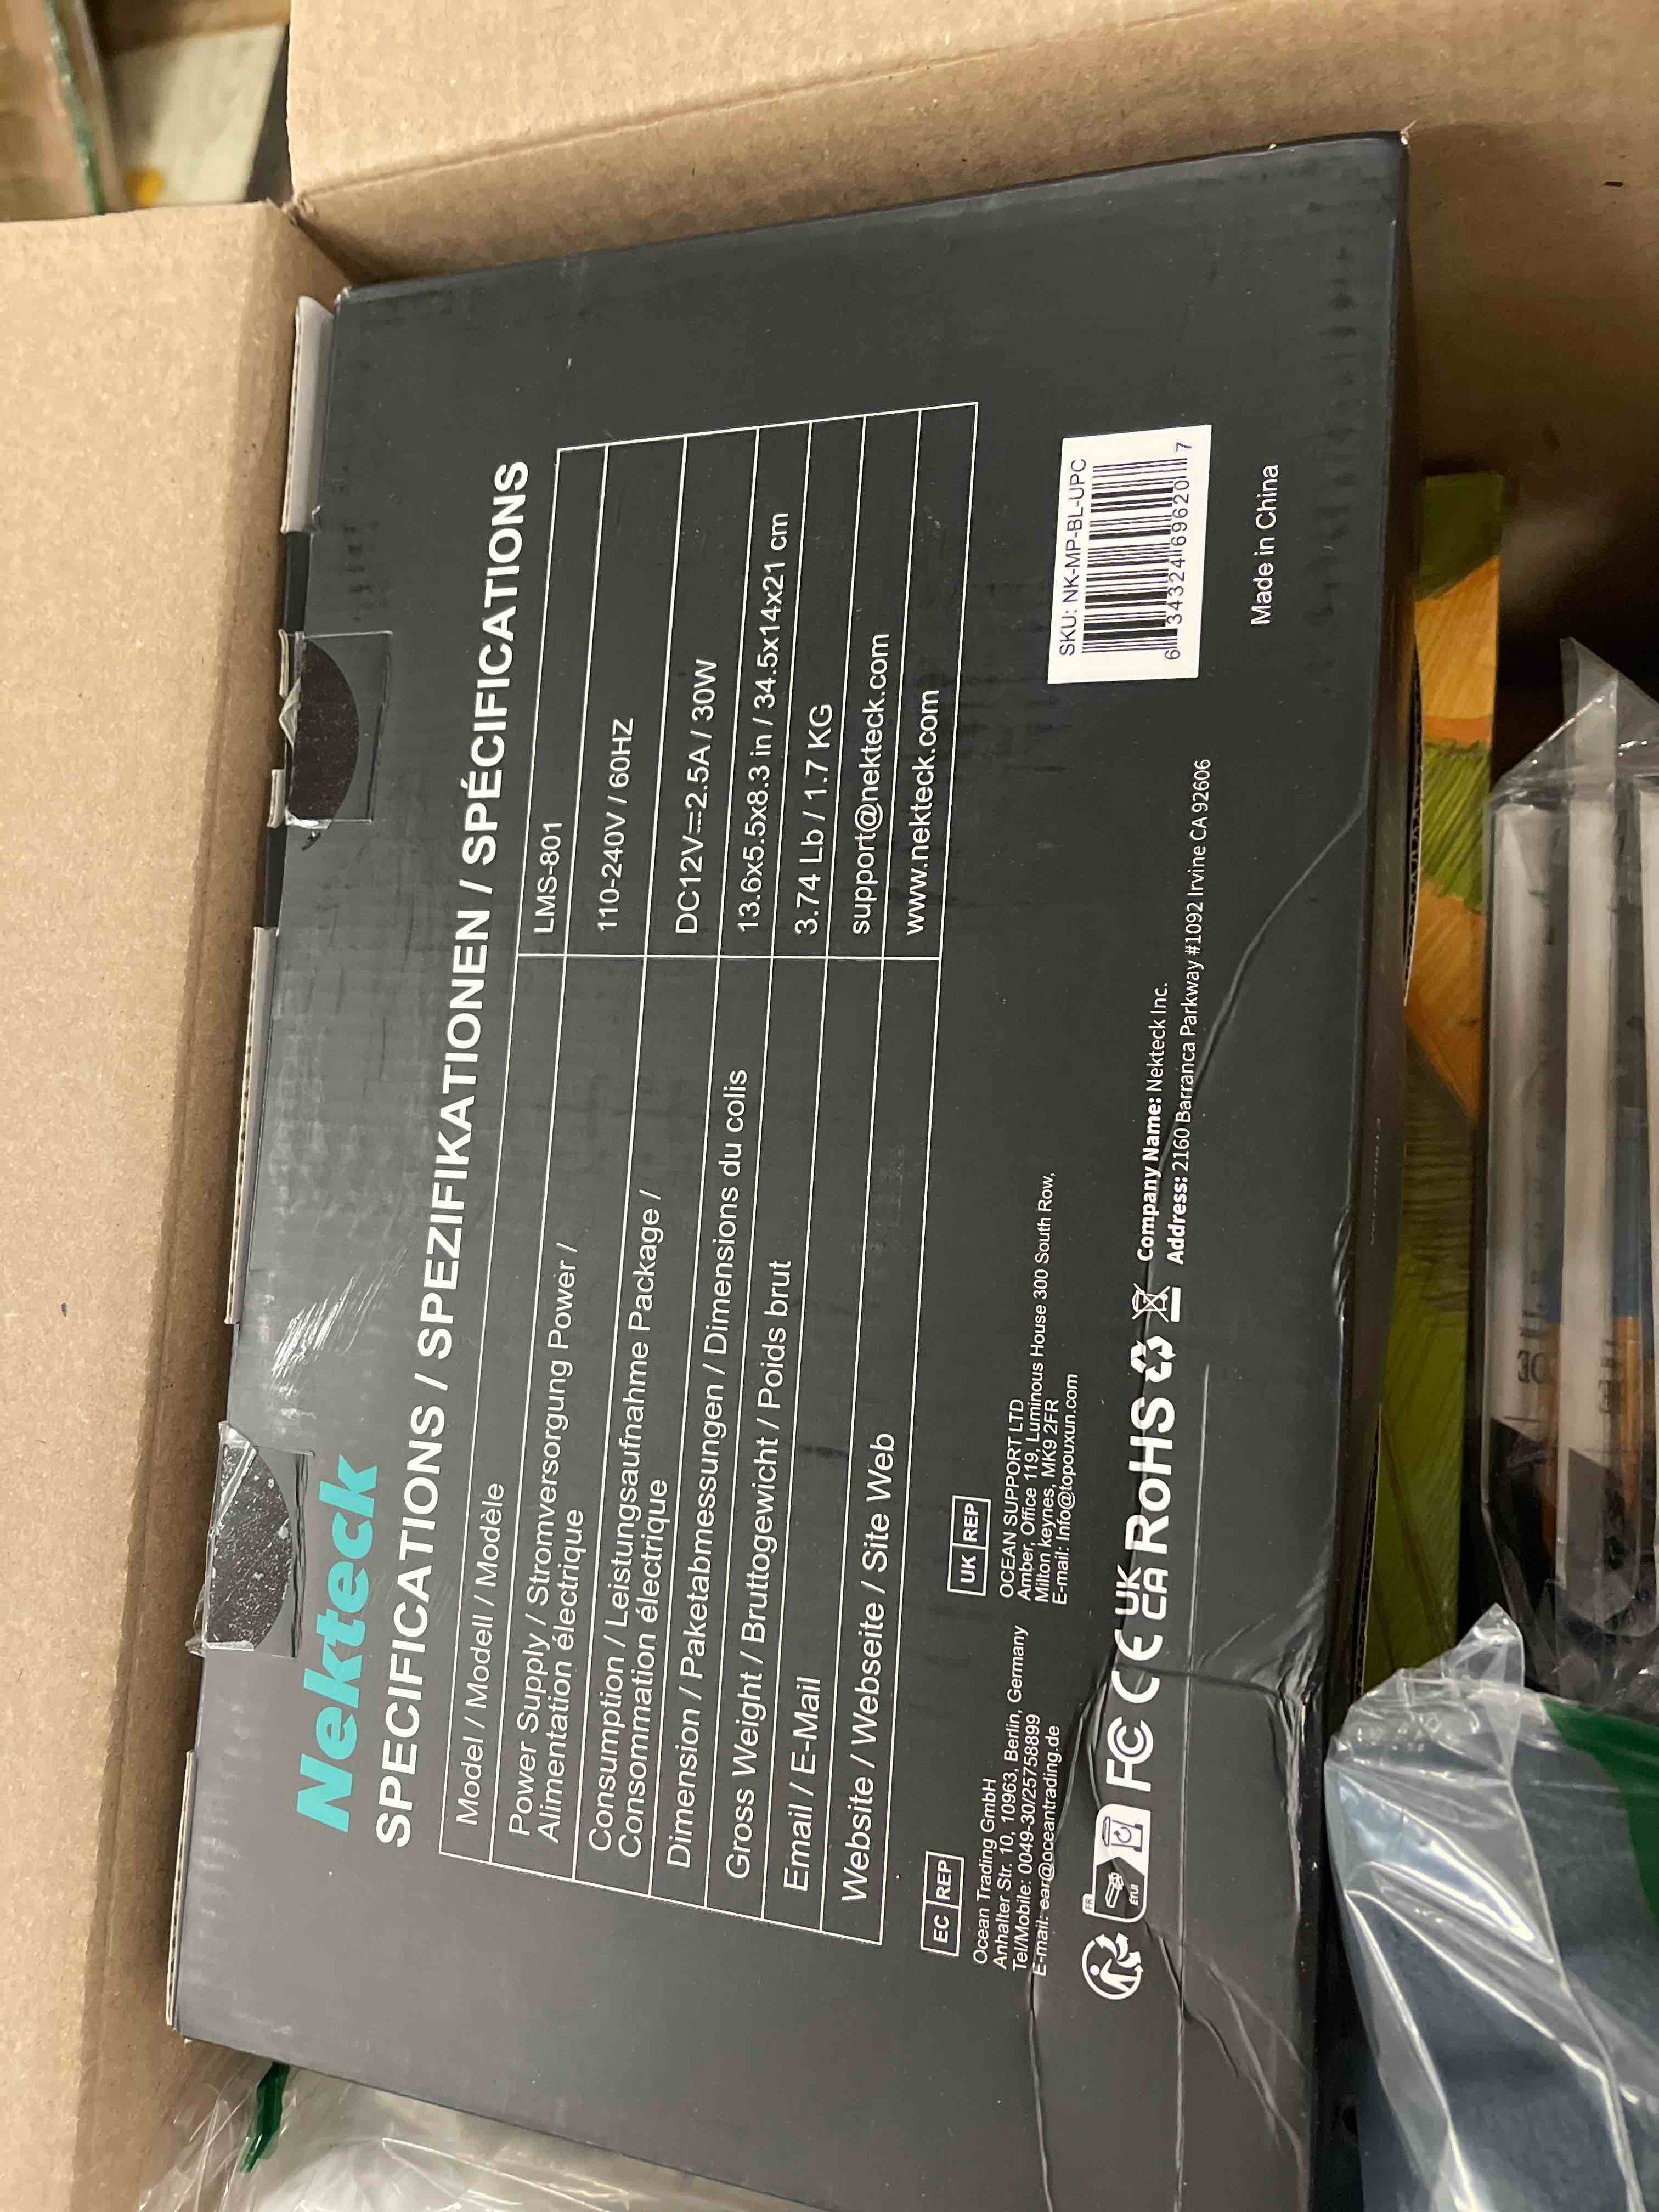 Nekteck
SPECIFICATIONS / SPEZIFIKATIONEN / SPÉCIFICATIONS
Model / Modell / Modèle
LMS-801
Power Supply / Stromversorgung Power /
Alimentation électrique
110-240V / 60HZ
Consumption / Leistungsaufnahme Package /
Consommation électrique
DC12V⎓2.5A / 30W
Dimension / Paketabmessungen / Dimensions du colis
13.6x5.5x8.3 in / 34.5x14x21 cm
Gross Weight / Bruttogewicht / Poids brut
3.74 Lb / 1.7 KG
Email / E-Mail
support@nekteck.com
Website / Webseite / Site Web
www.nekteck.com
EC REP
Ocean Trading GmbH
Anhalter Str. 10, 10963, Berlin, Germany
Tel/Mobile: 0049-30/25758899
E-mail: ear@oceantrading.de
UK REP
OCEAN SUPPORT LTD
Amber, Office 119, Luminous House 300 South Row,
Milton keynes, MK9 2FR
E-mail: Info@topouxun.com
SKU: NK-MP-BL-UPC
6 34324 69620 7
FR
ÉTUI
FC CE UK CA RoHS
Company Name: Nekteck Inc.
Address: 2160 Barranca Parkway #1092 Irvine CA 92606
Made in China